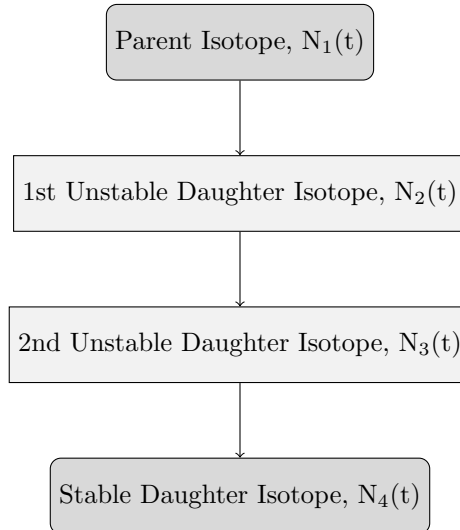 Parent Isotope, N₁(t)
1st Unstable Daughter Isotope, N₂(t)
2nd Unstable Daughter Isotope, N₃(t)
Stable Daughter Isotope, N₄(t)